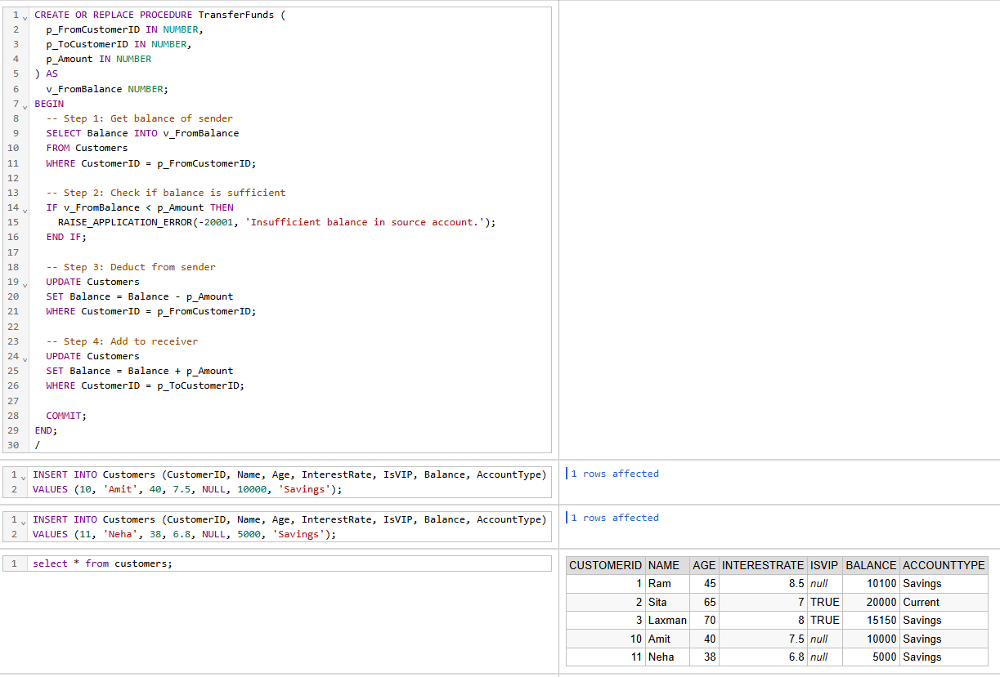 1 CREATE OR REPLACE PROCEDURE TransferFunds (
2 p_FromCustomerID IN NUMBER,
3 p_ToCustomerID IN NUMBER,
4 p_Amount IN NUMBER
5 ) AS
6 v_FromBalance NUMBER;
7 BEGIN
8 -- Step 1: Get balance of sender
9 SELECT Balance INTO v_FromBalance
10 FROM Customers
11 WHERE CustomerID = p_FromCustomerID;
12
13 -- Step 2: Check if balance is sufficient
14 IF v_FromBalance < p_Amount THEN
15 RAISE_APPLICATION_ERROR(-20001, 'Insufficient balance in source account.');
16 END IF;
17
18 -- Step 3: Deduct from sender
19 UPDATE Customers
20 SET Balance = Balance - p_Amount
21 WHERE CustomerID = p_FromCustomerID;
22
23 -- Step 4: Add to receiver
24 UPDATE Customers
25 SET Balance = Balance + p_Amount
26 WHERE CustomerID = p_ToCustomerID;
27
28 COMMIT;
29 END;
30 /
1 INSERT INTO Customers (CustomerID, Name, Age, InterestRate, IsVIP, Balance, AccountType)
2 VALUES (10, 'Amit', 40, 7.5, NULL, 10000, 'Savings');
1 rows affected
1 INSERT INTO Customers (CustomerID, Name, Age, InterestRate, IsVIP, Balance, AccountType)
2 VALUES (11, 'Neha', 38, 6.8, NULL, 5000, 'Savings');
1 rows affected
1 select * from customers;
CUSTOMERID NAME AGE INTERESTRATE ISVIP BALANCE ACCOUNTTYPE
1 Ram 45 8.5 null 10100 Savings
2 Sita 65 7 TRUE 20000 Current
3 Laxman 70 8 TRUE 15150 Savings
10 Amit 40 7.5 null 10000 Savings
11 Neha 38 6.8 null 5000 Savings